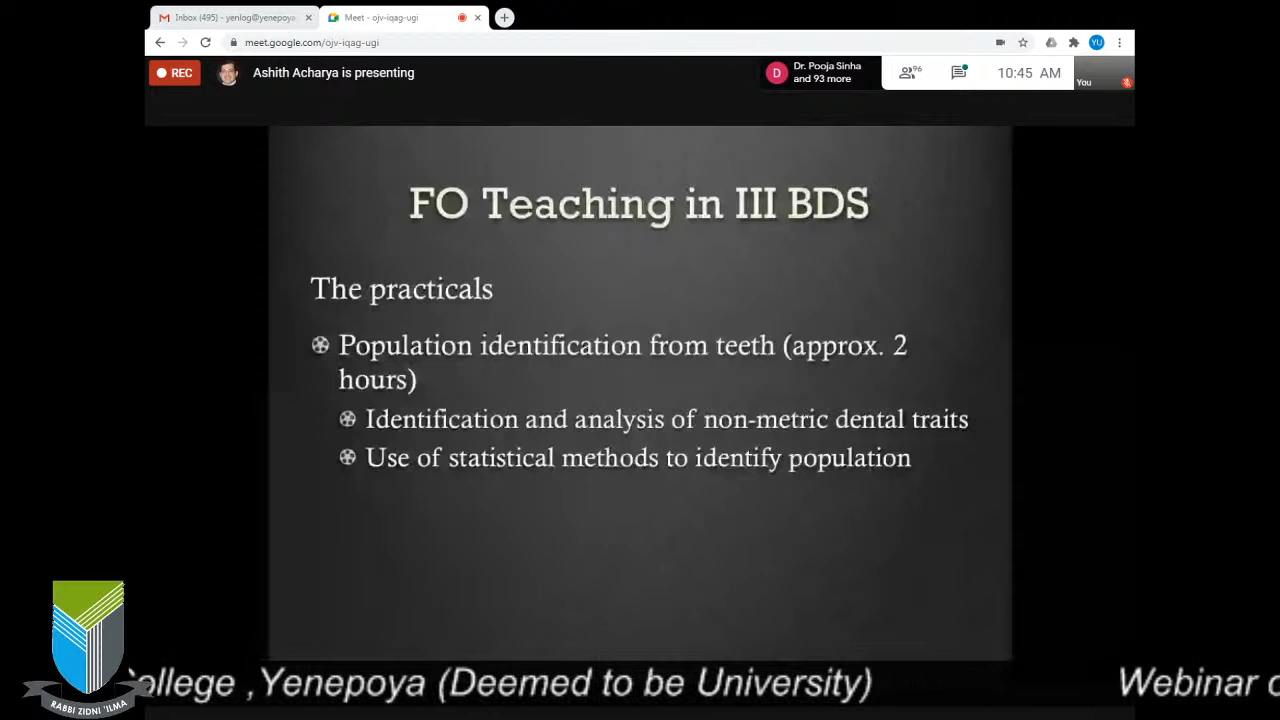 Inbox (495) - yenlog@yenepoya
Meet - ojv-iqag-ugi
meet.google.com/ojv-iqag-ugi
YU
REC
Ashith Acharya is presenting
D
Dr. Pooja Sinha
and 93 more
96
10:45 AM
You
FO Teaching in III BDS
The practicals
Population identification from teeth (approx. 2
hours)
Identification and analysis of non-metric dental traits
Use of statistical methods to identify population
ollege ,Yenepoya (Deemed to be University)
Webinar o
RABBI ZIDNI 'ILMA